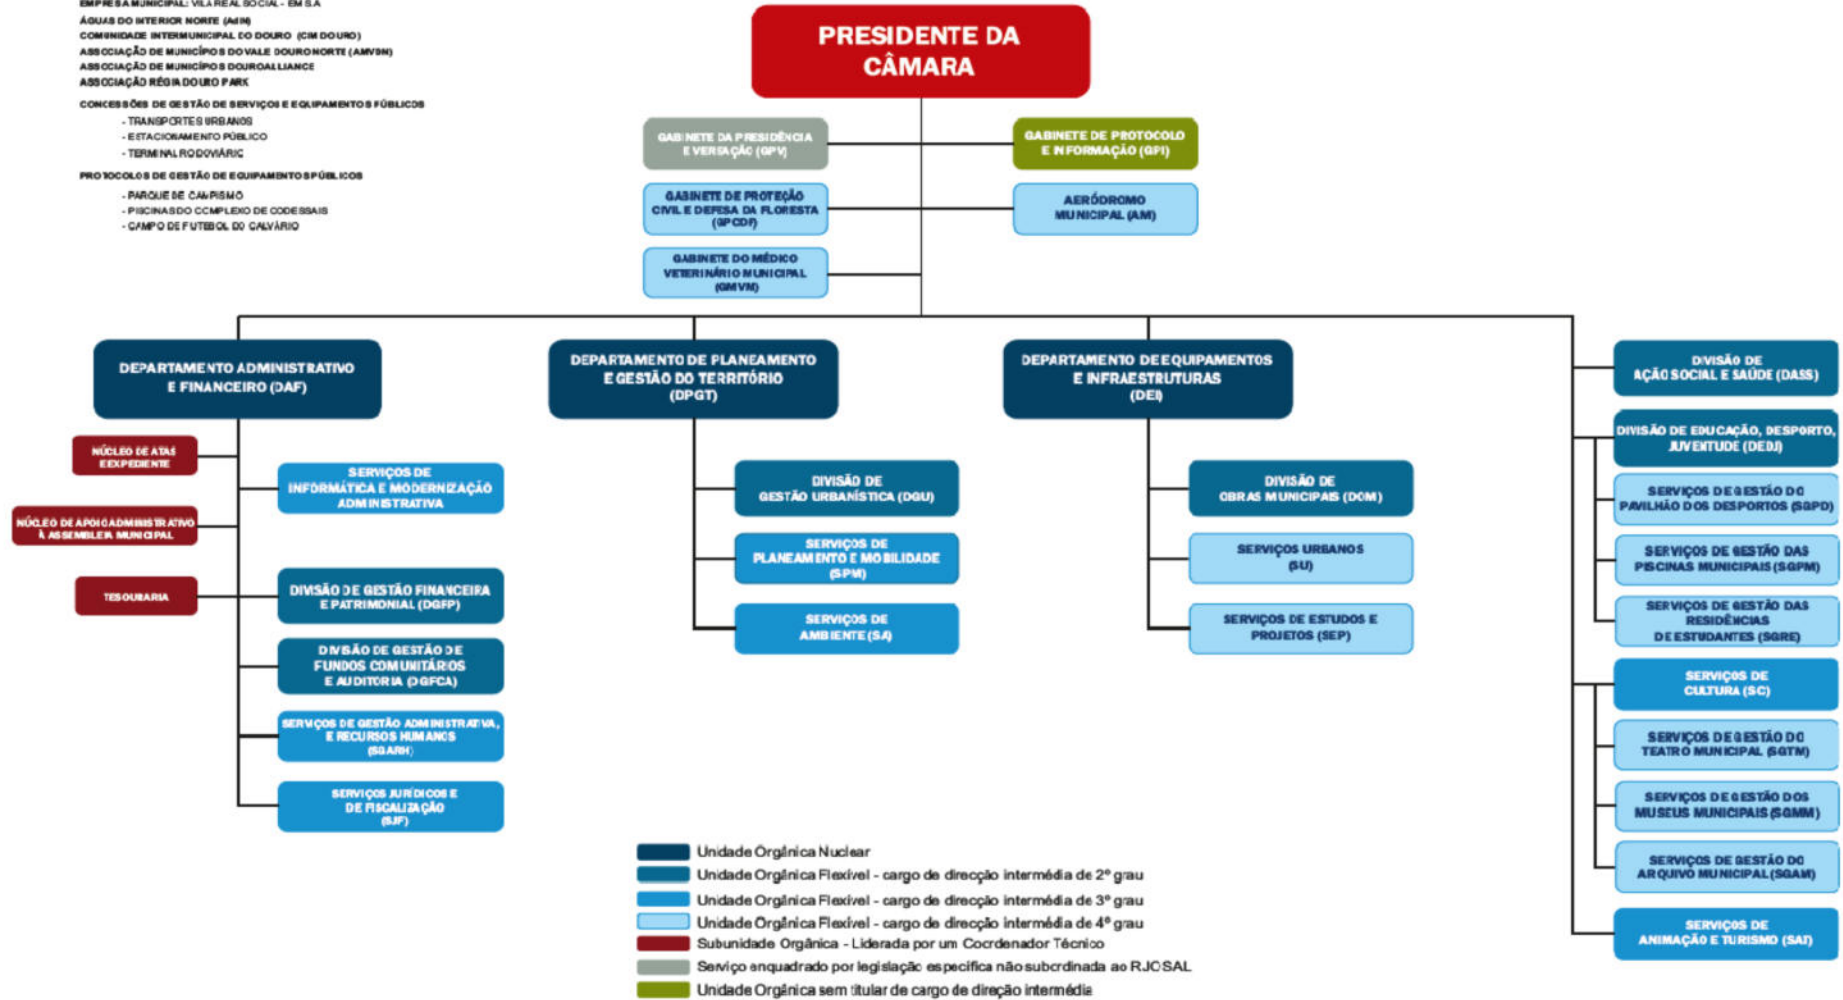 EMPRESA MUNICIPAL: VILA REAL SOCIAL - EM S.A
ÁGUAS DO INTERIOR NORTE (AdIN)
COMUNIDADE INTERMUNICIPAL DO DOURO (CIM DOURO)
ASSOCIAÇÃO DE MUNICÍPIOS DO VALE DOURO NORTE (AMVDN)
ASSOCIAÇÃO DE MUNICÍPIOS DOUROALLIANCE
ASSOCIAÇÃO RÉGIA DOURO PARK
CONCESSÕES DE GESTÃO DE SERVIÇOS E EQUIPAMENTOS PÚBLICOS
- TRANSPORTES URBANOS
- ESTACIONAMENTO PÚBLICO
- TERMINAL RODOVIÁRIO
PROTOCOLOS DE GESTÃO DE EQUIPAMENTOS PÚBLICOS
- PARQUE DE CAMPISMO
- PISCINAS DO COMPLEXO DE CODESSAIS
- CAMPO DE FUTEBOL DO CALVÁRIO
PRESIDENTE DA
CÂMARA
GABINETE DA PRESIDÊNCIA
E VEREAÇÃO (GPV)
GABINETE DE PROTOCOLO
E INFORMAÇÃO (GPI)
GABINETE DE PROTEÇÃO
CIVIL E DEFESA DA FLORESTA
(GPCDF)
AERÓDROMO
MUNICIPAL (AM)
GABINETE DO MÉDICO
VETERINÁRIO MUNICIPAL
(GMVM)
DEPARTAMENTO ADMINISTRATIVO
E FINANCEIRO (DAF)
NÚCLEO DE ATAS
E EXPEDIENTE
SERVIÇOS DE
INFORMÁTICA E MODERNIZAÇÃO
ADMINISTRATIVA
NÚCLEO DE APOIO ADMINISTRATIVO
À ASSEMBLEIA MUNICIPAL
TESOURARIA
DIVISÃO DE GESTÃO FINANCEIRA
E PATRIMONIAL (DGFP)
DIVISÃO DE GESTÃO DE
FUNDOS COMUNITÁRIOS
E AUDITORIA (DGFCA)
SERVIÇOS DE GESTÃO ADMINISTRATIVA,
E RECURSOS HUMANOS
(SGARH)
SERVIÇOS JURÍDICOS E
DE FISCALIZAÇÃO
(SJF)
DEPARTAMENTO DE PLANEAMENTO
E GESTÃO DO TERRITÓRIO
(DPGT)
DIVISÃO DE
GESTÃO URBANÍSTICA (DGU)
SERVIÇOS DE
PLANEAMENTO E MOBILIDADE
(SPM)
SERVIÇOS DE
AMBIENTE (SA)
DEPARTAMENTO DE EQUIPAMENTOS
E INFRAESTRUTURAS
(DEI)
DIVISÃO DE
OBRAS MUNICIPAIS (DOM)
SERVIÇOS URBANOS
(SU)
SERVIÇOS DE ESTUDOS E
PROJETOS (SEP)
DIVISÃO DE
AÇÃO SOCIAL E SAÚDE (DASS)
DIVISÃO DE EDUCAÇÃO, DESPORTO,
JUVENTUDE (DEDJ)
SERVIÇOS DE GESTÃO DO
PAVILHÃO DOS DESPORTOS (SGPD)
SERVIÇOS DE GESTÃO DAS
PISCINAS MUNICIPAIS (SGPM)
SERVIÇOS DE GESTÃO DAS
RESIDÊNCIAS
DE ESTUDANTES (SGRE)
SERVIÇOS DE
CULTURA (SC)
SERVIÇOS DE GESTÃO DO
TEATRO MUNICIPAL (SGTM)
SERVIÇOS DE GESTÃO DOS
MUSEUS MUNICIPAIS (SGMM)
SERVIÇOS DE GESTÃO DO
ARQUIVO MUNICIPAL (SGAM)
SERVIÇOS DE
ANIMAÇÃO E TURISMO (SAT)
Unidade Orgânica Nuclear
Unidade Orgânica Flexível - cargo de direcção intermédia de 2º grau
Unidade Orgânica Flexível - cargo de direcção intermédia de 3º grau
Unidade Orgânica Flexível - cargo de direcção intermédia de 4º grau
Subunidade Orgânica - Liderada por um Coordenador Técnico
Serviço enquadrado por legislação específica não subordinada ao RJOSAL
Unidade Orgânica sem titular de cargo de direção intermédia